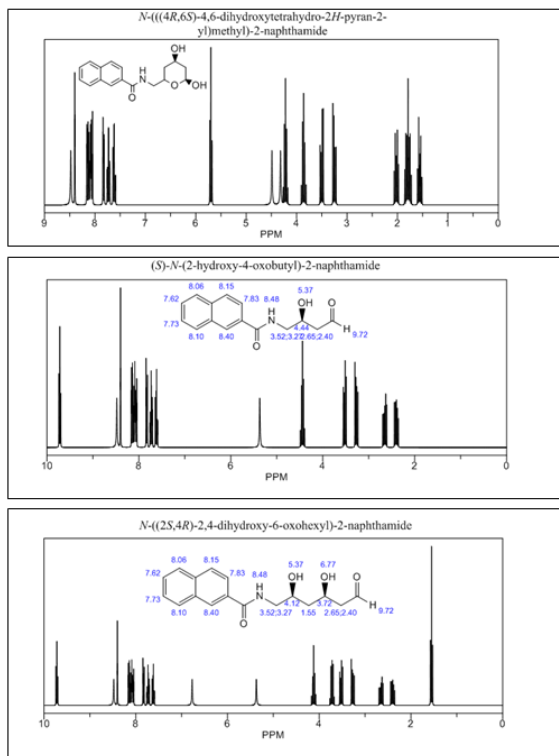 N-(((4R,6S)-4,6-dihydroxytetrahydro-2H-pyran-2-
yl)methyl)-2-naphthamide
OH
N
H
O
O
OH
9 8 7 6 5 4 3 2 1 0
PPM
(S)-N-(2-hydroxy-4-oxobutyl)-2-naphthamide
8.06 8.15 5.37
7.62 7.83 8.48 OH O
7.73 N
H
4.44
H
8.10 8.40 O 3.52;3.27 2.65;2.40 9.72
10 8 6 4 2 0
PPM
N-((2S,4R)-2,4-dihydroxy-6-oxohexyl)-2-naphthamide
8.06 8.15 5.37 6.77
7.62 7.83 8.48 OH OH O
H
N
7.73 4.12 3.72 H 9.72
8.10 8.40 O 3.52;3.27 1.55 2.65;2.40
10 8 6 4 2 0
PPM